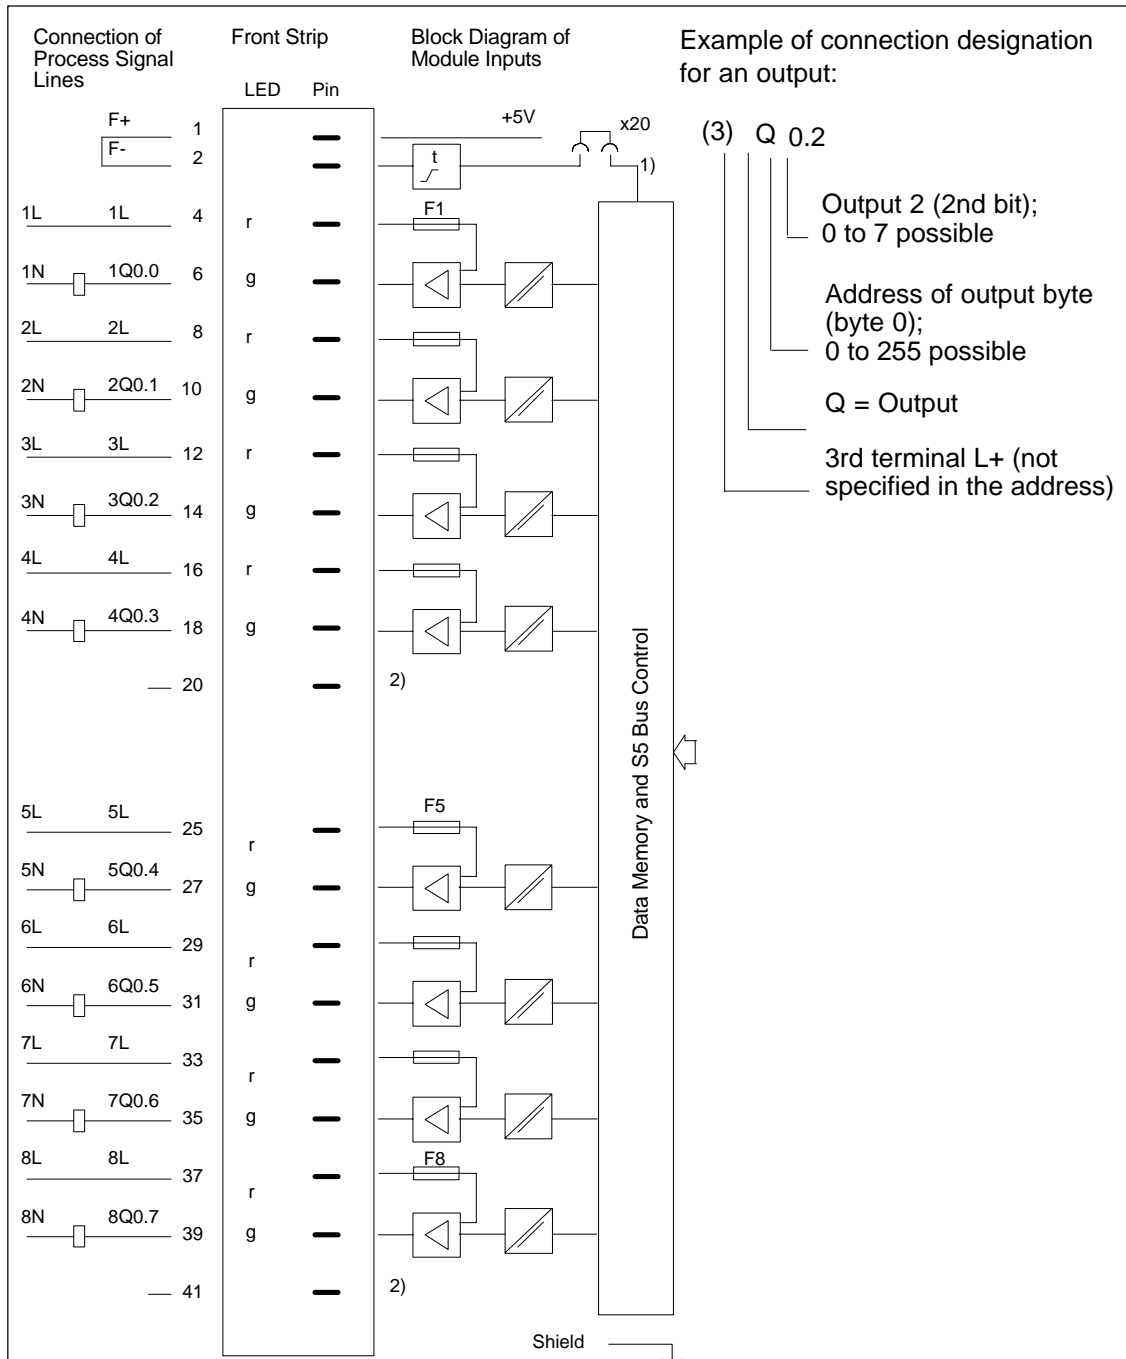 Connection of Process Signal Lines
Front Strip
Block Diagram of Module Inputs
LED Pin
F+ 1 +5V x20
F- 2 t 1)
1L 1L 4 r F1
1N 1Q0.0 6 g
2L 2L 8 r
2N 2Q0.1 10 g
3L 3L 12 r
3N 3Q0.2 14 g
4L 4L 16 r
4N 4Q0.3 18 g
20 2)
5L 5L 25 r F5
5N 5Q0.4 27 g
6L 6L 29 r
6N 6Q0.5 31 g
7L 7L 33 r
7N 7Q0.6 35 g
8L 8L 37 r F8
8N 8Q0.7 39 g
41 2)
Data Memory and S5 Bus Control
Shield
Example of connection designation
for an output:
(3) Q 0.2
Output 2 (2nd bit);
0 to 7 possible
Address of output byte
(byte 0);
0 to 255 possible
Q = Output
3rd terminal L+ (not
specified in the address)